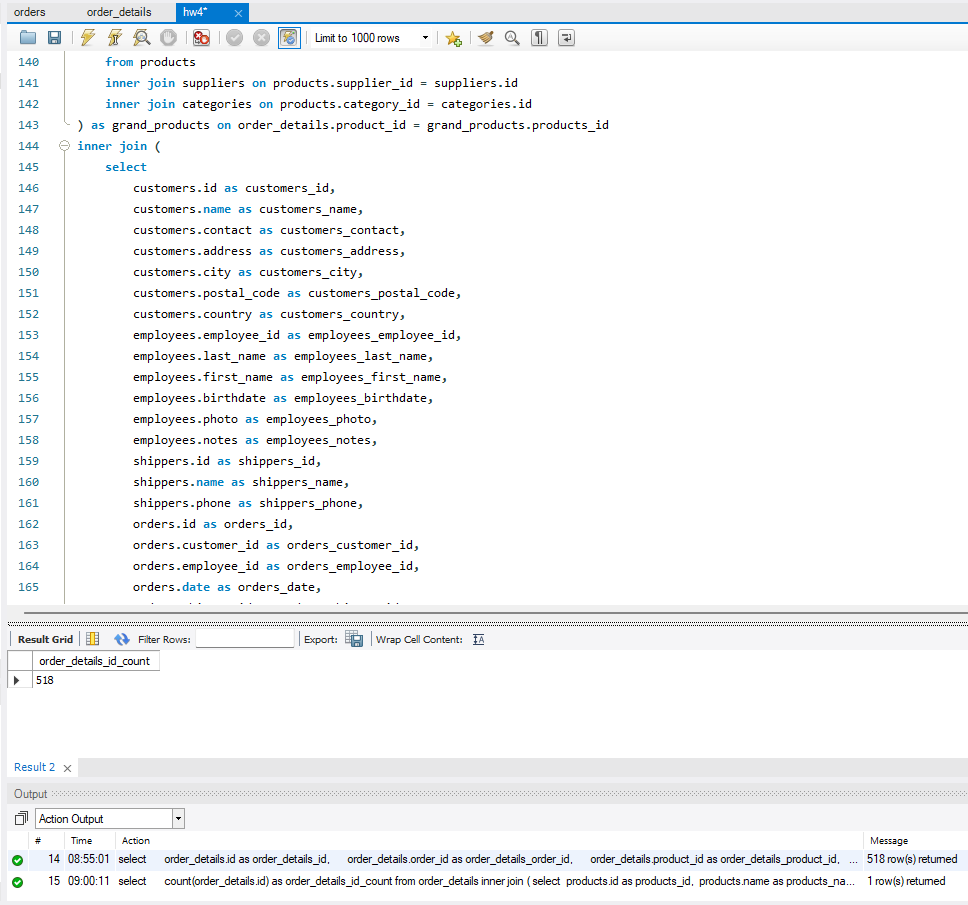 orders order_details hw4*
Limit to 1000 rows
140 from products
141 inner join suppliers on products.supplier_id = suppliers.id
142 inner join categories on products.category_id = categories.id
143 ) as grand_products on order_details.product_id = grand_products.products_id
144 inner join (
145 select
146 customers.id as customers_id,
147 customers.name as customers_name,
148 customers.contact as customers_contact,
149 customers.address as customers_address,
150 customers.city as customers_city,
151 customers.postal_code as customers_postal_code,
152 customers.country as customers_country,
153 employees.employee_id as employees_employee_id,
154 employees.last_name as employees_last_name,
155 employees.first_name as employees_first_name,
156 employees.birthdate as employees_birthdate,
157 employees.photo as employees_photo,
158 employees.notes as employees_notes,
159 shippers.id as shippers_id,
160 shippers.name as shippers_name,
161 shippers.phone as shippers_phone,
162 orders.id as orders_id,
163 orders.customer_id as orders_customer_id,
164 orders.employee_id as orders_employee_id,
165 orders.date as orders_date,
Result Grid Filter Rows: Export: Wrap Cell Content:
order_details_id_count
518
Result 2
Output
Action Output
# Time Action Message
14 08:55:01 select order_details.id as order_details_id, order_details.order_id as order_details_order_id, order_details.product_id as order_details_product_id, ... 518 row(s) returned
15 09:00:11 select count(order_details.id) as order_details_id_count from order_details inner join ( select products.id as products_id, products.name as products_na... 1 row(s) returned